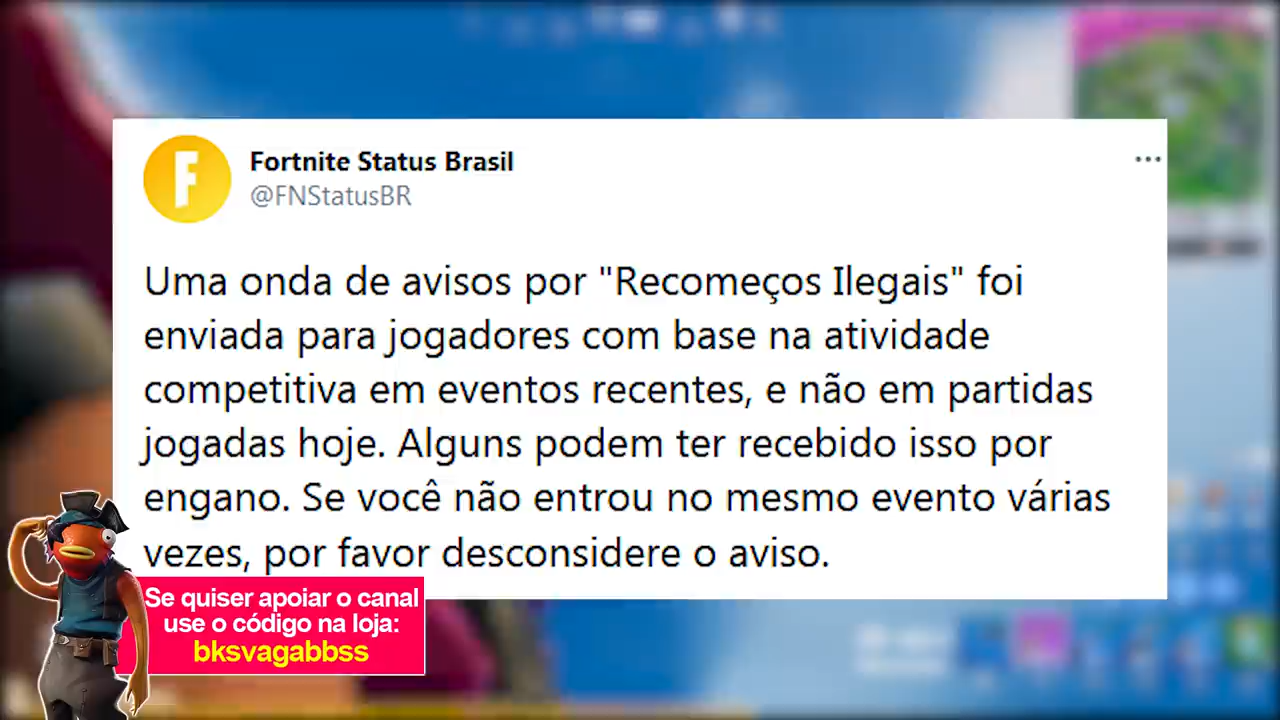 Fortnite Status Brasil
@FNStatusBR
Uma onda de avisos por "Recomeços Ilegais" foi
enviada para jogadores com base na atividade
competitiva em eventos recentes, e não em partidas
jogadas hoje. Alguns podem ter recebido isso por
engano. Se você não entrou no mesmo evento várias
vezes, por favor desconsidere o aviso.
Se quiser apoiar o canal
use o código na loja:
bksvagabbss